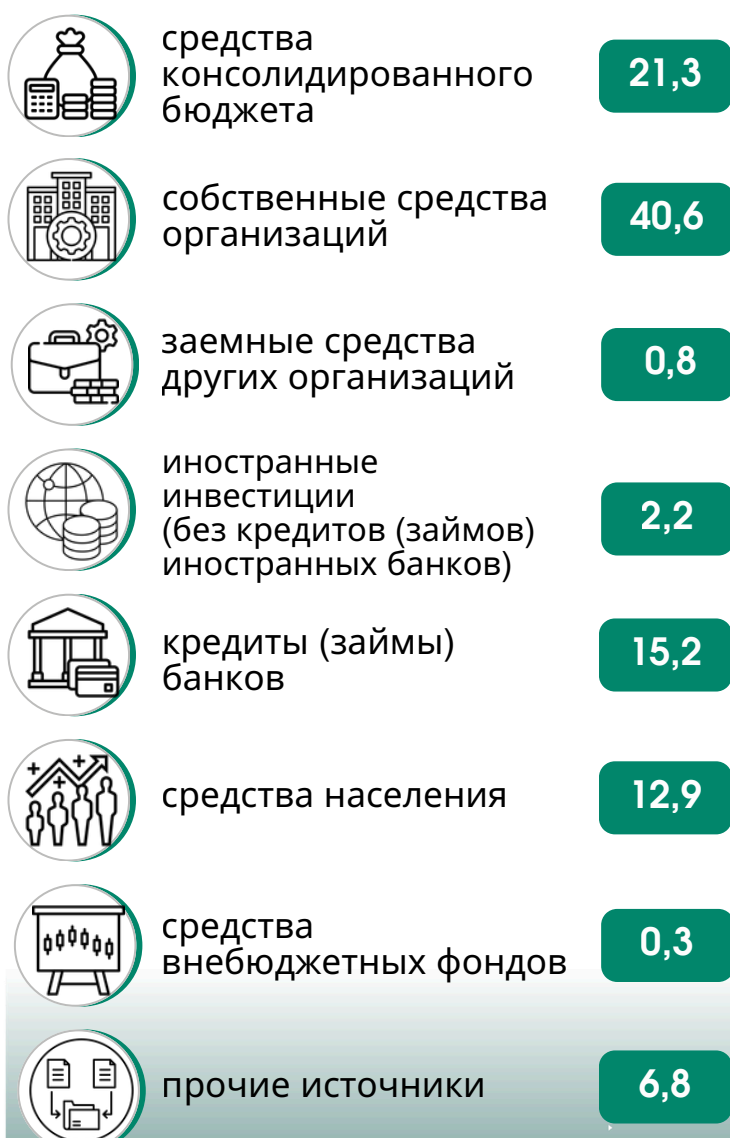 средства
консолидированного
бюджета
21,3
собственные средства
организаций
40,6
заемные средства
других организаций
0,8
иностранные
инвестиции
(без кредитов (займов)
иностранных банков)
2,2
кредиты (займы)
банков
15,2
средства населения
12,9
средства
внебюджетных фондов
0,3
прочие источники
6,8